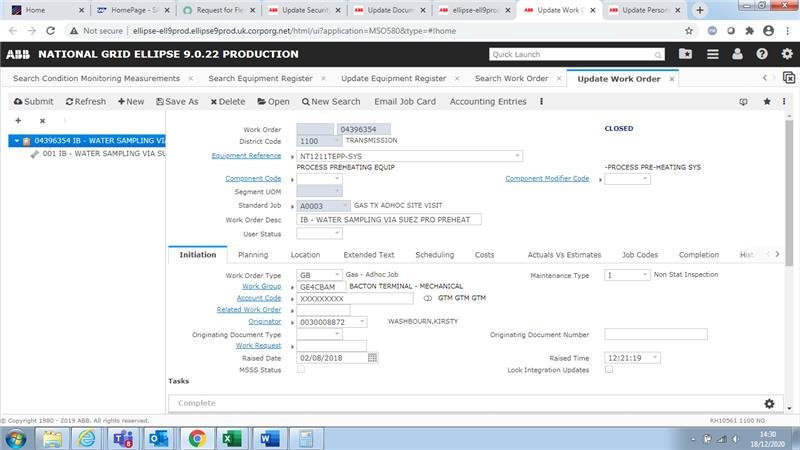 Home
HomePage - SA
Request for Fle
Update Security
Update Docum
ellipse-ell9prod
Update Work O
Update Person
Not secure | ellipse-ell9prod.ellipse9prod.uk.corporg.net/html/ui?application=MSO580&type=#!home
ABB NATIONAL GRID ELLIPSE 9.0.22 PRODUCTION Quick Launch
Search Condition Monitoring Measurements
Search Equipment Register
Update Equipment Register
Search Work Order
Update Work Order
Submit Refresh New Save As Delete Open New Search Email Job Card Accounting Entries
04396354 IB - WATER SAMPLING VIA
001 IB - WATER SAMPLING VIA SU
Work Order 04396354 CLOSED
District Code 1100 TRANSMISSION
Equipment Reference NT1211TEPP-SYS
PROCESS PREHEATING EQUIP -PROCESS PRE-HEATING SYS
Component Code Component Modifier Code
Segment UOM
Standard Job A0003 GAS TX ADHOC SITE VISIT
Work Order Desc IB - WATER SAMPLING VIA SUEZ PRO PREHEAT
User Status
Initiation Planning Location Extended Text Scheduling Costs Actuals Vs Estimates Job Codes Completion Hist
Work Order Type GB Gas - Adhoc Job Maintenance Type I Non Stat Inspection
Work Group GE4CBAM BACTON TERMINAL - MECHANICAL
Account Code XXXXXXXXX GTM GTM GTM
Related Work Order
Originator 0030008872 WASHBOURN,KIRSTY
Originating Document Type Originating Document Number
Work Request
Raised Date 02/08/2018 Raised Time 12:21:19
MSSS Status Lock Integration Updates
Tasks
Complete
Copyright © 1980 - 2019 ABB. All rights reserved. RH10561 1100 NG
14:30
18/12/2020